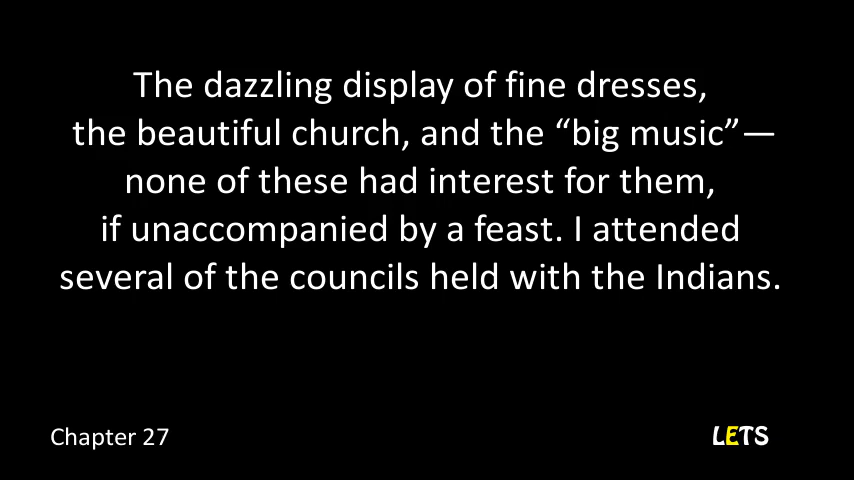 The dazzling display of fine dresses,
the beautiful church, and the “big music”—
none of these had interest for them,
if unaccompanied by a feast. I attended
several of the councils held with the Indians.
Chapter 27
LETS